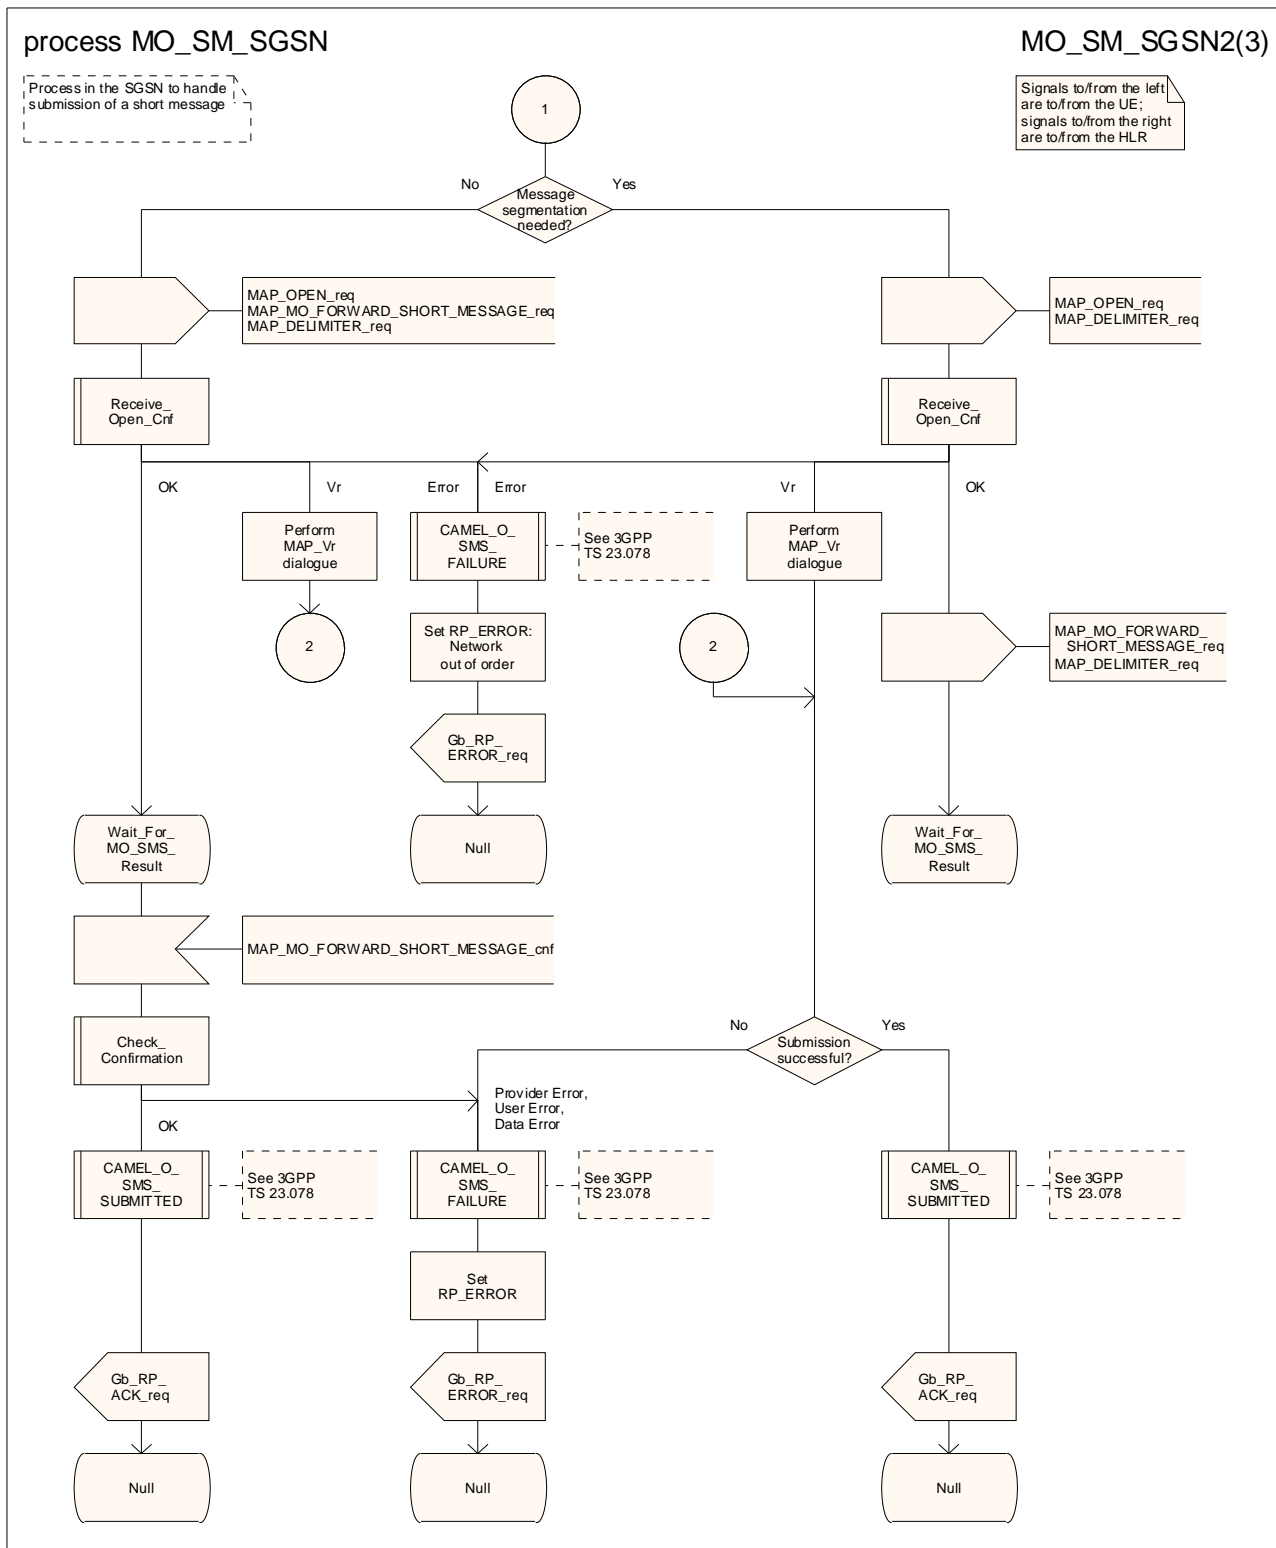 process MO_SM_SGSN
MO_SM_SGSN2(3)
Process in the SGSN to handle
submission of a short message
Signals to/from the left
are to/from the UE;
signals to/from the right
are to/from the HLR
1
No
Yes
Message
segmentation
needed?
MAP_OPEN_req
MAP_MO_FORWARD_SHORT_MESSAGE_req
MAP_DELIMITER_req
MAP_OPEN_req
MAP_DELIMITER_req
Receive_
Open_Cnf
Receive_
Open_Cnf
OK
Vr
Error
Error
Vr
OK
Perform
MAP_Vr
dialogue
CAMEL_O_
SMS_
FAILURE
See 3GPP
TS 23.078
Perform
MAP_Vr
dialogue
2
Set RP_ERROR:
Network
out of order
2
MAP_MO_FORWARD_
SHORT_MESSAGE_req
MAP_DELIMITER_req
Gb_RP_
ERROR_req
Wait_For_
MO_SMS_
Result
Null
Wait_For_
MO_SMS_
Result
MAP_MO_FORWARD_SHORT_MESSAGE_cnf
Check_
Confirmation
No
Yes
Submission
successful?
Provider Error,
User Error,
Data Error
OK
CAMEL_O_
SMS_
SUBMITTED
See 3GPP
TS 23.078
CAMEL_O_
SMS_
FAILURE
See 3GPP
TS 23.078
CAMEL_O_
SMS_
SUBMITTED
See 3GPP
TS 23.078
Set
RP_ERROR
Gb_RP_
ACK_req
Gb_RP_
ERROR_req
Gb_RP_
ACK_req
Null
Null
Null